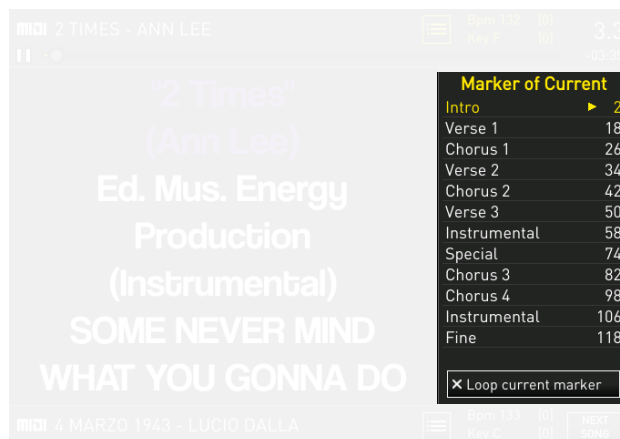 MIDI 2 TIMES - ANN LEE
Bpm 132 [0]
Key F [0]
3.3
-03:3
"2 Times"
(Ann Lee)
Ed. Mus. Energy
Production
(Instrumental)
SOME NEVER MIND
WHAT YOU GONNA DO
Marker of Current
Intro ► 2
Verse 1 18
Chorus 1 26
Verse 2 34
Chorus 2 42
Verse 3 50
Instrumental 58
Special 74
Chorus 3 82
Chorus 4 98
Instrumental 106
Fine 118
✕ Loop current marker
MIDI 4 MARZO 1943 - LUCIO DALLA
Bpm 133 [0]
Key C [0]
NEXT
SONG